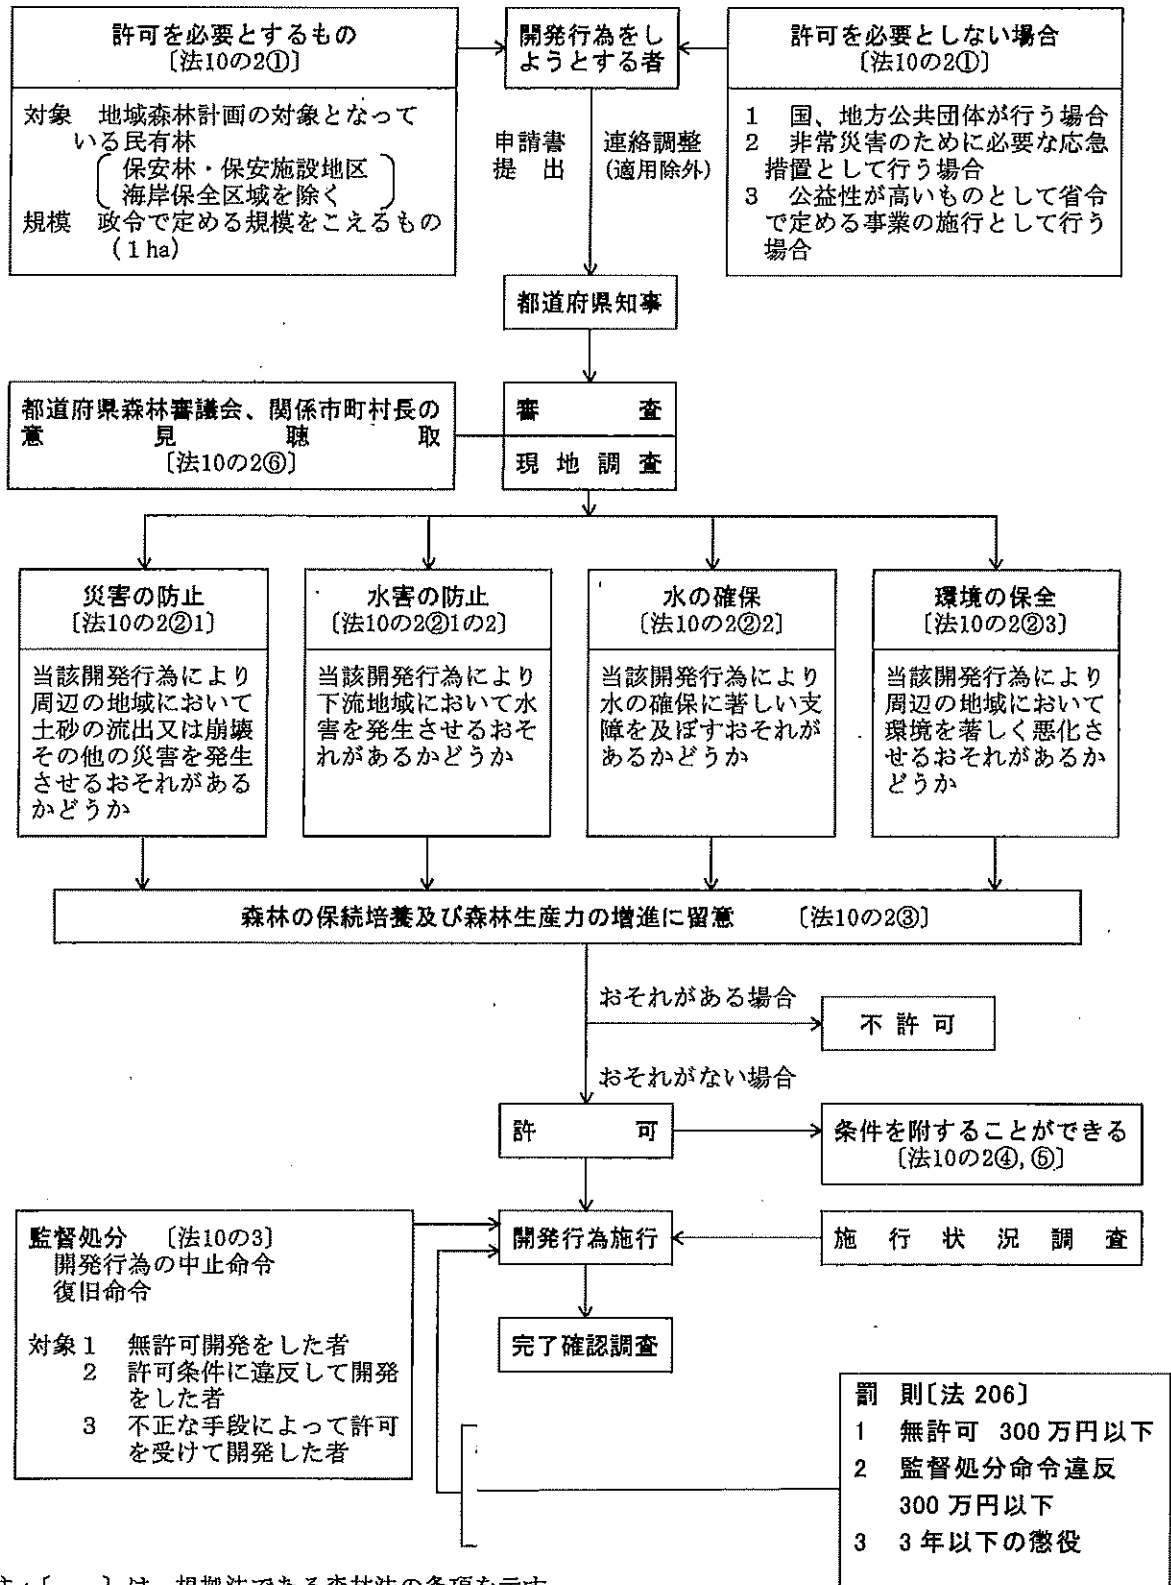 許可を必要とするもの
〔法10の2①〕
対象 地域森林計画の対象となって
いる民有林
保安林・保安施設地区
海岸保全区域を除く
規模 政令で定める規模をこえるもの
(1ha)
開発行為をし
ようとする者
許可を必要としない場合
〔法10の2①〕
1 国、地方公共団体が行う場合
2 非常災害のために必要な応急
措置として行う場合
3 公益性が高いものとして省令
で定める事業の施行として行う
場合
申請書
提出
連絡調整
(適用除外)
都道府県知事
都道府県森林審議会、関係市町村長の
意見聴取
〔法10の2⑥〕
審査
現地調査
災害の防止
〔法10の2②1〕
当該開発行為により
周辺の地域において
土砂の流出又は崩壊
その他の災害を発生
させるおそれがある
かどうか
水害の防止
〔法10の2②1の2〕
当該開発行為により
下流地域において水
害を発生させるおそ
れがあるかどうか
水の確保
〔法10の2②2〕
当該開発行為により
水の確保に著しい支
障を及ぼすおそれが
あるかどうか
環境の保全
〔法10の2②3〕
当該開発行為により
周辺の地域において
環境を著しく悪化さ
せるおそれがあるか
どうか
森林の保続培養及び森林生産力の増進に留意 〔法10の2③〕
おそれがある場合
不許可
おそれがない場合
許可
条件を附することができる
〔法10の2④,⑤〕
監督処分 〔法10の3〕
開発行為の中止命令
復旧命令
対象1 無許可開発をした者
2 許可条件に違反して開発
をした者
3 不正な手段によって許可
を受けて開発した者
開発行為施行
施行状況調査
完了確認調査
罰則〔法206〕
1 無許可 300万円以下
2 監督処分命令違反
300万円以下
3 3年以下の懲役
注:〔 〕は、根拠法である森林法の条項を示す